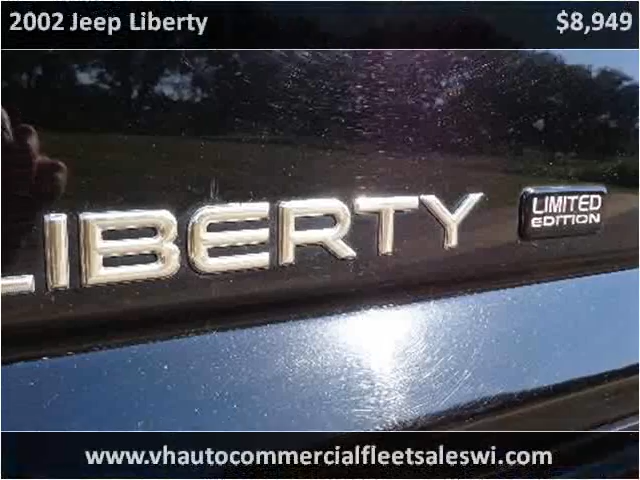 2002 Jeep Liberty $8,949
LIBERTY
LIMITED
EDITION
www.vhautocommercialfleetsaleswi.com